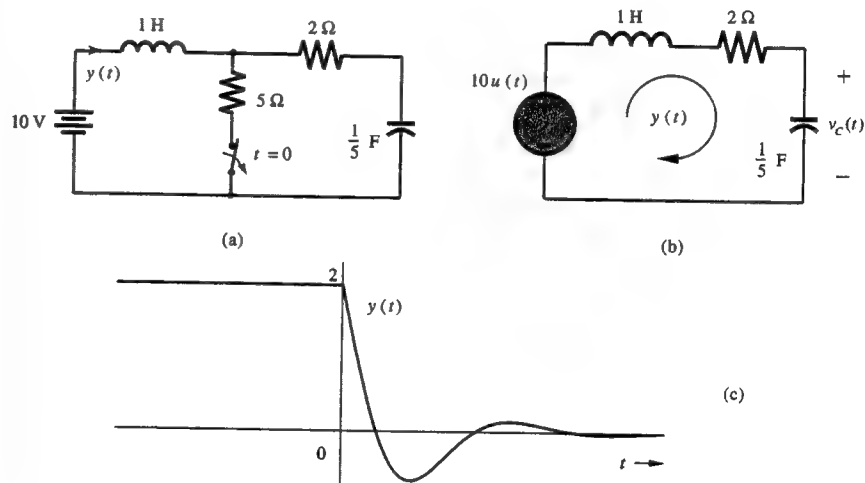 1 H
2 Ω
y(t)
5 Ω
10 V
t = 0
1/5 F
(a)
1 H
2 Ω
10u(t)
y(t)
+
v_C(t)
1/5 F
−
(b)
2
y(t)
(c)
0
t →